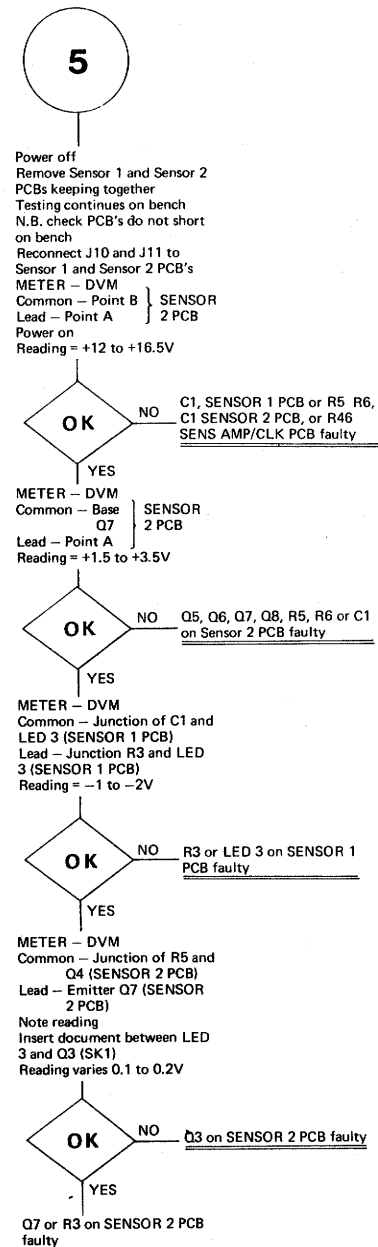 5
Power off
Remove Sensor 1 and Sensor 2
PCBs keeping together
Testing continues on bench
N.B. check PCB's do not short
on bench
Reconnect J10 and J11 to
Sensor 1 and Sensor 2 PCB's
METER – DVM
Common – Point B } SENSOR
Lead – Point A } 2 PCB
Power on
Reading = +12 to +16.5V
OK
NO
C1, SENSOR 1 PCB or R5 R6,
C1 SENSOR 2 PCB, or R46
SENS AMP/CLK PCB faulty
YES
METER – DVM
Common – Base } SENSOR
Q7 } 2 PCB
Lead – Point A
Reading = +1.5 to +3.5V
OK
NO
Q5, Q6, Q7, Q8, R5, R6 or C1
on Sensor 2 PCB faulty
YES
METER – DVM
Common – Junction of C1 and
LED 3 (SENSOR 1 PCB)
Lead – Junction R3 and LED
3 (SENSOR 1 PCB)
Reading = –1 to –2V
OK
NO
R3 or LED 3 on SENSOR 1
PCB faulty
YES
METER – DVM
Common – Junction of R5 and
Q4 (SENSOR 2 PCB)
Lead – Emitter Q7 (SENSOR
2 PCB)
Note reading
Insert document between LED
3 and Q3 (SK1)
Reading varies 0.1 to 0.2V
OK
NO
Q3 on SENSOR 2 PCB faulty
YES
Q7 or R3 on SENSOR 2 PCB
faulty